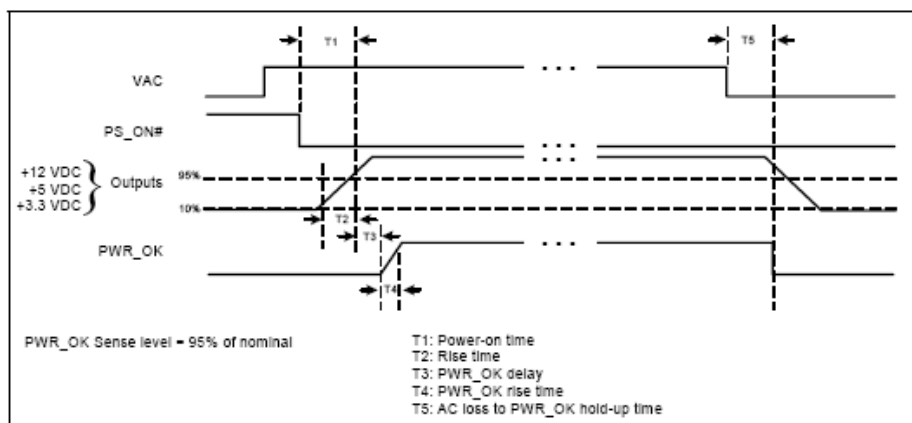 T1
T5
VAC
PS_ON#
+12 VDC
+5 VDC
+3.3 VDC
Outputs
95%
10%
T2
T3
PWR_OK
T4
PWR_OK Sense level = 95% of nominal
T1: Power-on time
T2: Rise time
T3: PWR_OK delay
T4: PWR_OK rise time
T5: AC loss to PWR_OK hold-up time